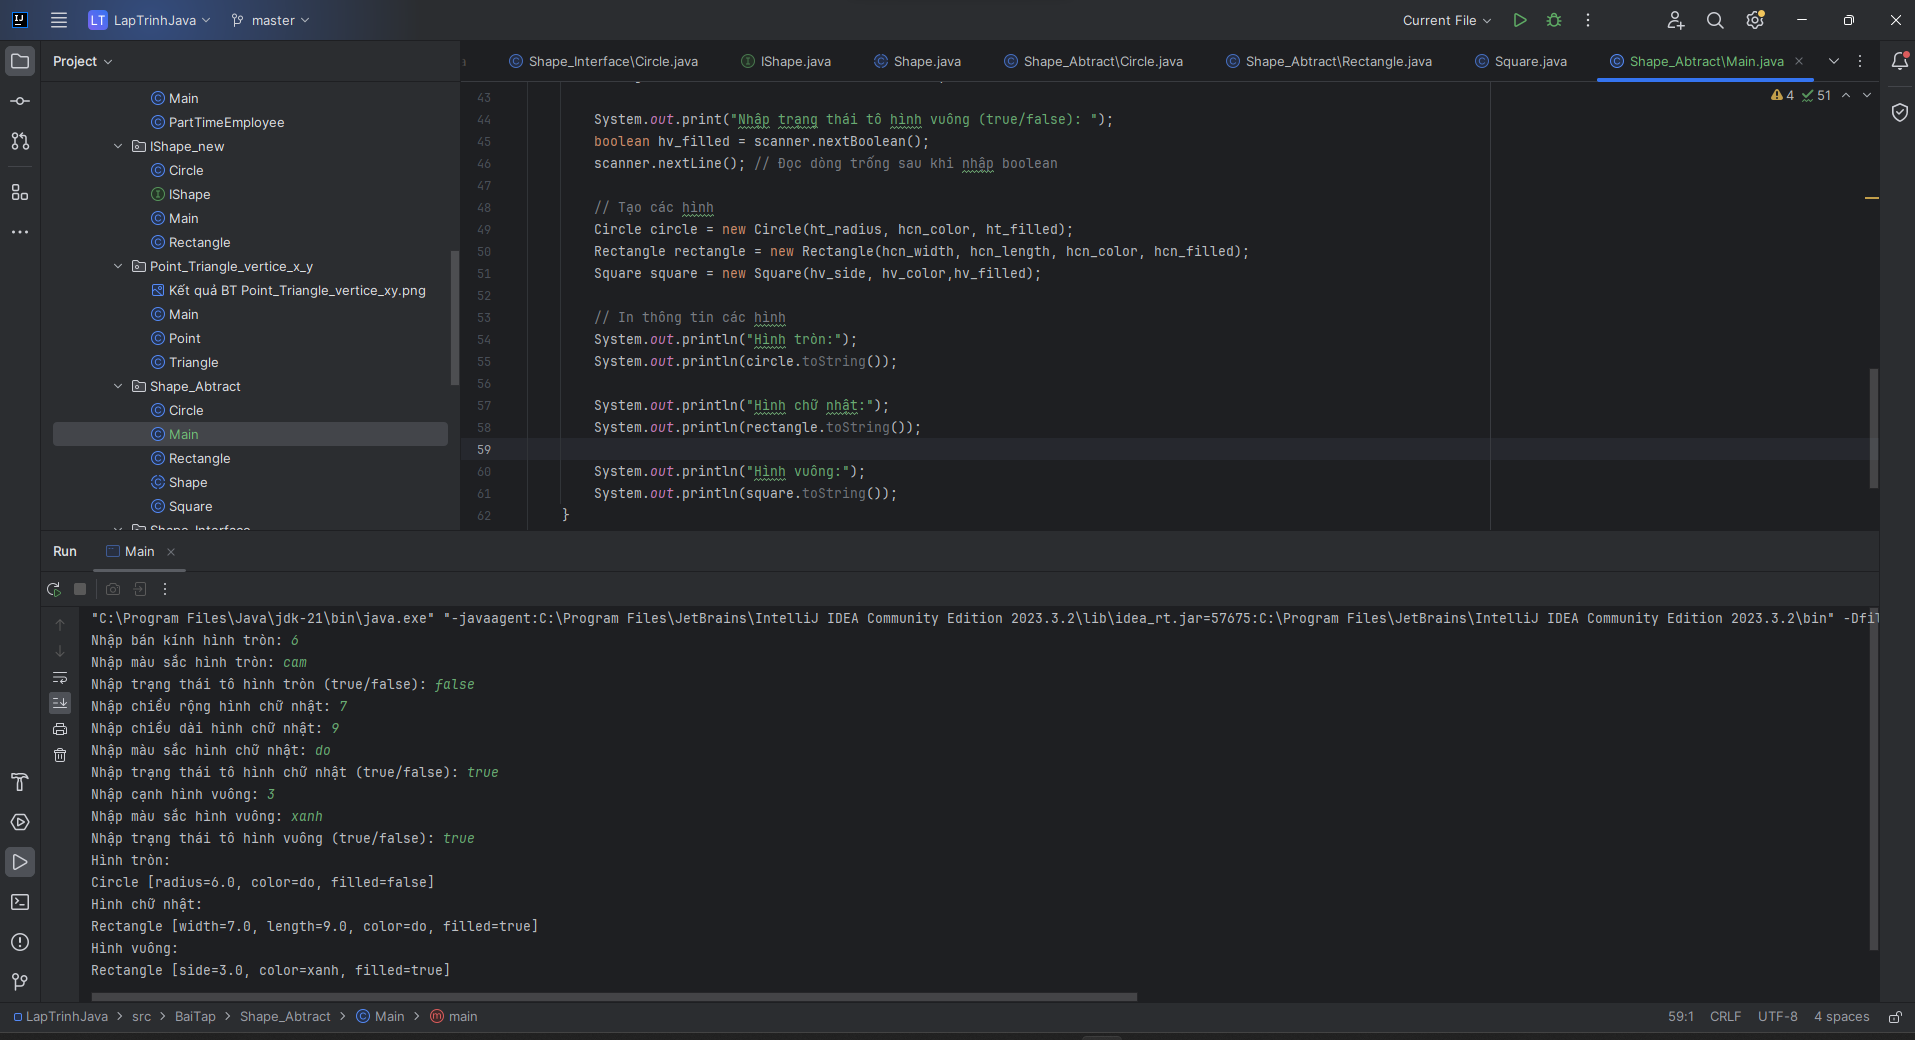 LT LapTrinhJava master Current File
Project
Main
PartTimeEmployee
IShape_new
Circle
IShape
Main
Rectangle
Point_Triangle_vertice_x_y
Kết quả BT Point_Triangle_vertice_xy.png
Main
Point
Triangle
Shape_Abtract
Circle
Main
Rectangle
Shape
Square
Shape_Interface
Shape_Interface\Circle.java IShape.java Shape.java Shape_Abtract\Circle.java Shape_Abtract\Rectangle.java Square.java Shape_Abtract\Main.java
4 51
43
44 System.out.print("Nhập trạng thái tô hình vuông (true/false): ");
45 boolean hv_filled = scanner.nextBoolean();
46 scanner.nextLine(); // Đọc dòng trống sau khi nhập boolean
47
48 // Tạo các hình
49 Circle circle = new Circle(ht_radius, hcn_color, ht_filled);
50 Rectangle rectangle = new Rectangle(hcn_width, hcn_length, hcn_color, hcn_filled);
51 Square square = new Square(hv_side, hv_color,hv_filled);
52
53 // In thông tin các hình
54 System.out.println("Hình tròn:");
55 System.out.println(circle.toString());
56
57 System.out.println("Hình chữ nhật:");
58 System.out.println(rectangle.toString());
59
60 System.out.println("Hình vuông:");
61 System.out.println(square.toString());
62 }
Run Main
"C:\Program Files\Java\jdk-21\bin\java.exe" "-javaagent:C:\Program Files\JetBrains\IntelliJ IDEA Community Edition 2023.3.2\lib\idea_rt.jar=57675:C:\Program Files\JetBrains\IntelliJ IDEA Community Edition 2023.3.2\bin" -Dfil
Nhập bán kính hình tròn: 6
Nhập màu sắc hình tròn: cam
Nhập trạng thái tô hình tròn (true/false): false
Nhập chiều rộng hình chữ nhật: 7
Nhập chiều dài hình chữ nhật: 9
Nhập màu sắc hình chữ nhật: do
Nhập trạng thái tô hình chữ nhật (true/false): true
Nhập cạnh hình vuông: 3
Nhập màu sắc hình vuông: xanh
Nhập trạng thái tô hình vuông (true/false): true
Hình tròn:
Circle [radius=6.0, color=do, filled=false]
Hình chữ nhật:
Rectangle [width=7.0, length=9.0, color=do, filled=true]
Hình vuông:
Rectangle [side=3.0, color=xanh, filled=true]
LapTrinhJava > src > BaiTap > Shape_Abtract > Main > main 59:1 CRLF UTF-8 4 spaces